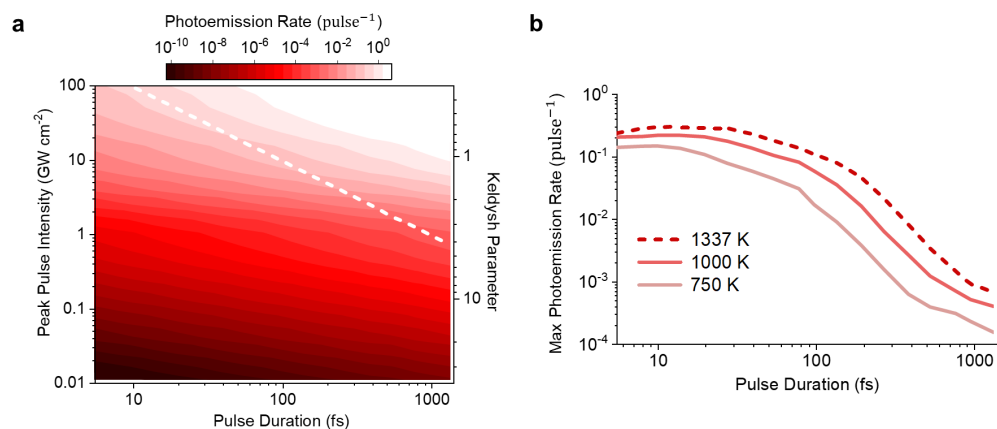 a
Photoemission Rate (pulse⁻¹)
10⁻¹⁰ 10⁻⁸ 10⁻⁶ 10⁻⁴ 10⁻² 10⁰
Peak Pulse Intensity (GW cm⁻²)
100
10
1
0.1
0.01
10 100 1000
Pulse Duration (fs)
1
10
Keldysh Parameter
b
Max Photoemission Rate (pulse⁻¹)
10⁰
10⁻¹
10⁻²
10⁻³
10⁻⁴
1337 K
1000 K
750 K
10 100 1000
Pulse Duration (fs)